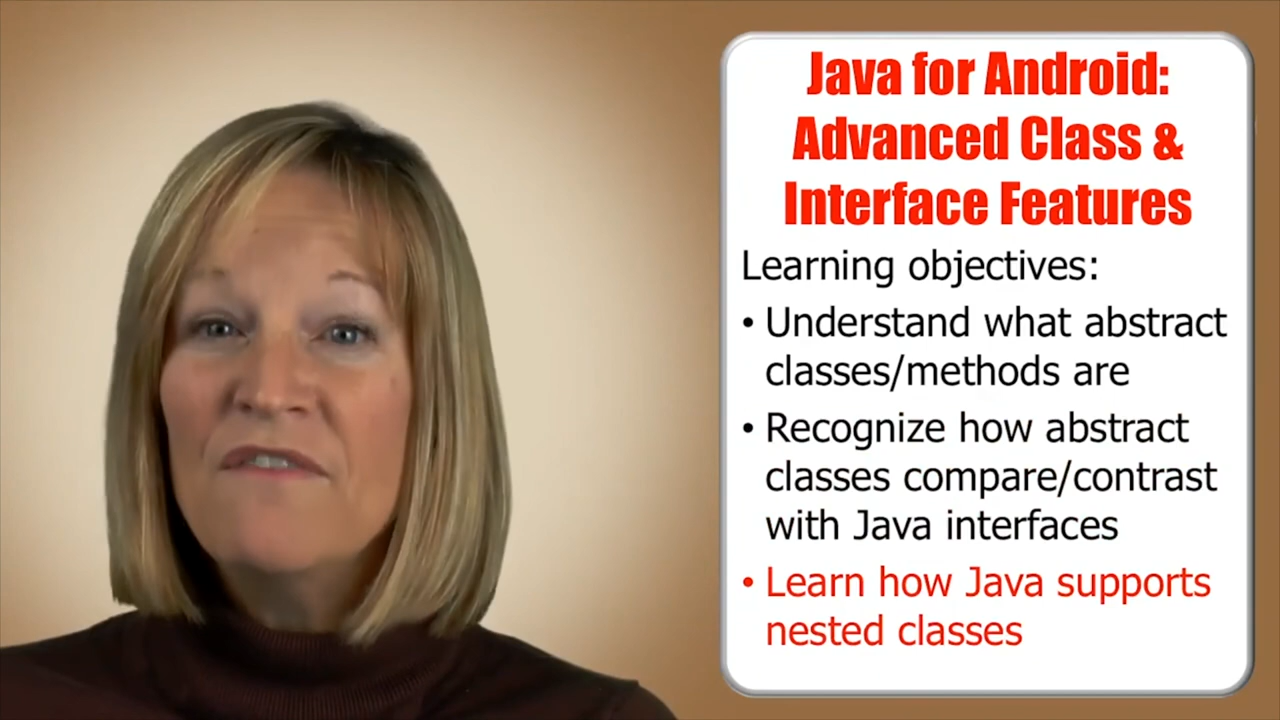 Java for Android:
Advanced Class &
Interface Features
Learning objectives:
• Understand what abstract
classes/methods are
• Recognize how abstract
classes compare/contrast
with Java interfaces
• Learn how Java supports
nested classes